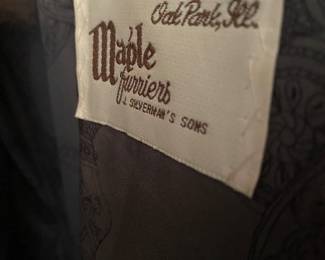 Oak Park, Ill.
Maple
furriers
J. SILVERMAN'S SONS